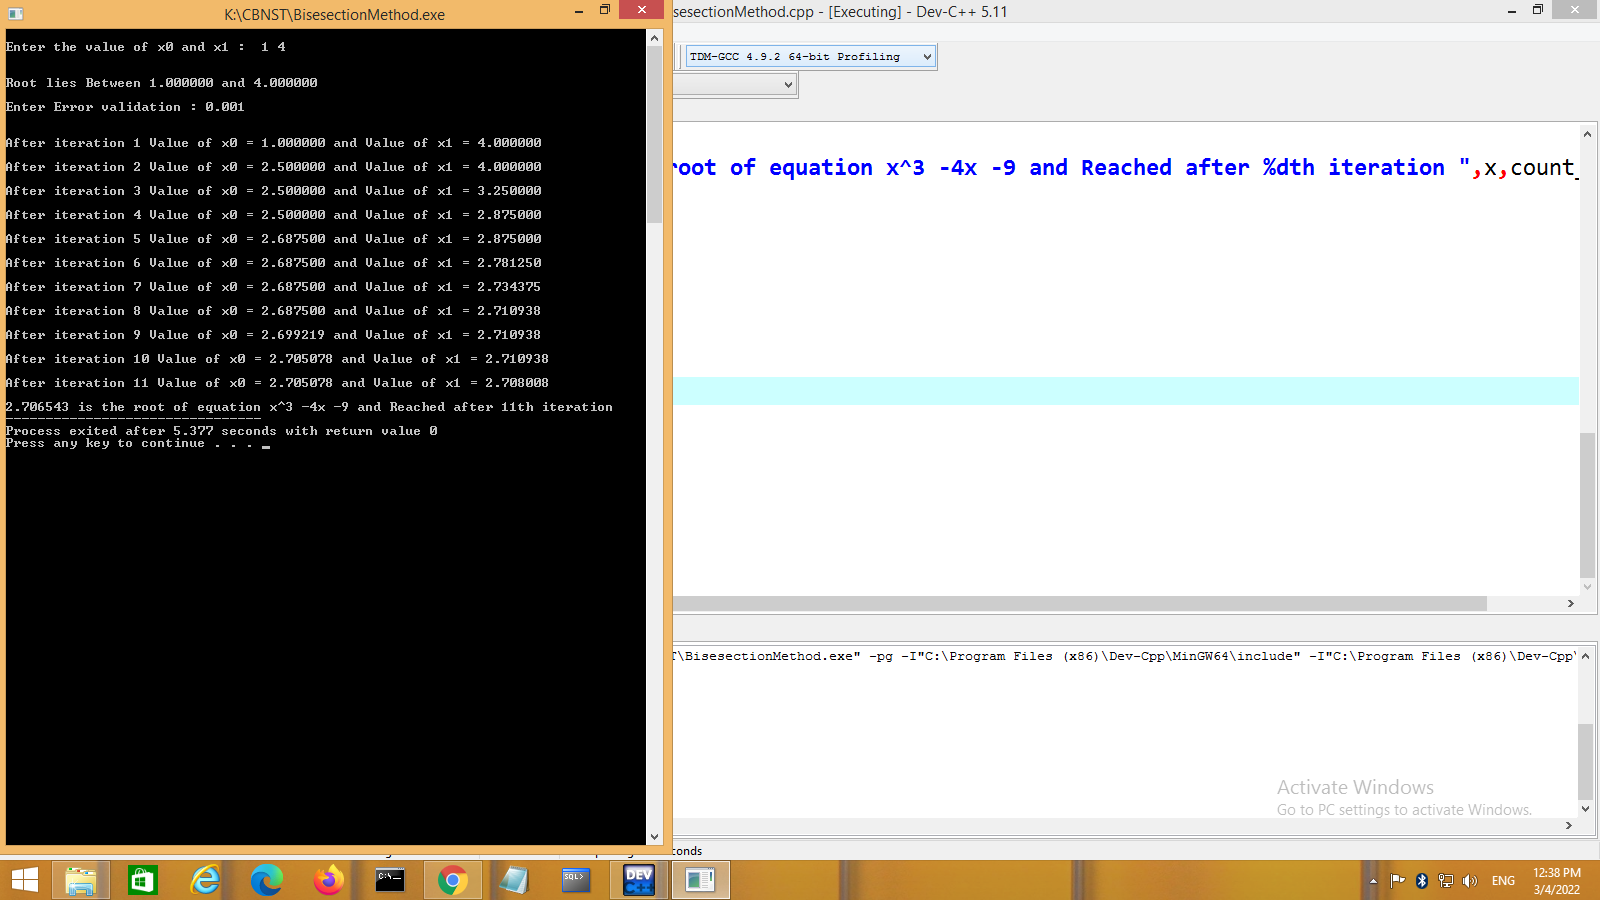 K:\CBNST\BisesectionMethod.exe
Enter the value of x0 and x1 :  1 4
Root lies Between 1.000000 and 4.000000
Enter Error validation : 0.001
After iteration 1 Value of x0 = 1.000000 and Value of x1 = 4.000000
After iteration 2 Value of x0 = 2.500000 and Value of x1 = 4.000000
After iteration 3 Value of x0 = 2.500000 and Value of x1 = 3.250000
After iteration 4 Value of x0 = 2.500000 and Value of x1 = 2.875000
After iteration 5 Value of x0 = 2.687500 and Value of x1 = 2.875000
After iteration 6 Value of x0 = 2.687500 and Value of x1 = 2.781250
After iteration 7 Value of x0 = 2.687500 and Value of x1 = 2.734375
After iteration 8 Value of x0 = 2.687500 and Value of x1 = 2.710938
After iteration 9 Value of x0 = 2.699219 and Value of x1 = 2.710938
After iteration 10 Value of x0 = 2.705078 and Value of x1 = 2.710938
After iteration 11 Value of x0 = 2.705078 and Value of x1 = 2.708008
2.706543 is the root of equation x^3 -4x -9 and Reached after 11th iteration
--------------------------------
Process exited after 5.377 seconds with return value 0
Press any key to continue . . . _
sesectionMethod.cpp - [Executing] - Dev-C++ 5.11
TDM-GCC 4.9.2 64-bit Profiling
root of equation x^3 -4x -9 and Reached after %dth iteration ",x,count_
T\BisesectionMethod.exe" -pg -I"C:\Program Files (x86)\Dev-Cpp\MinGW64\include" -I"C:\Program Files (x86)\Dev-Cpp\
Activate Windows
Go to PC settings to activate Windows.
onds
C:\_
SQL>
DEV
C++
ENG
12:38 PM
3/4/2022